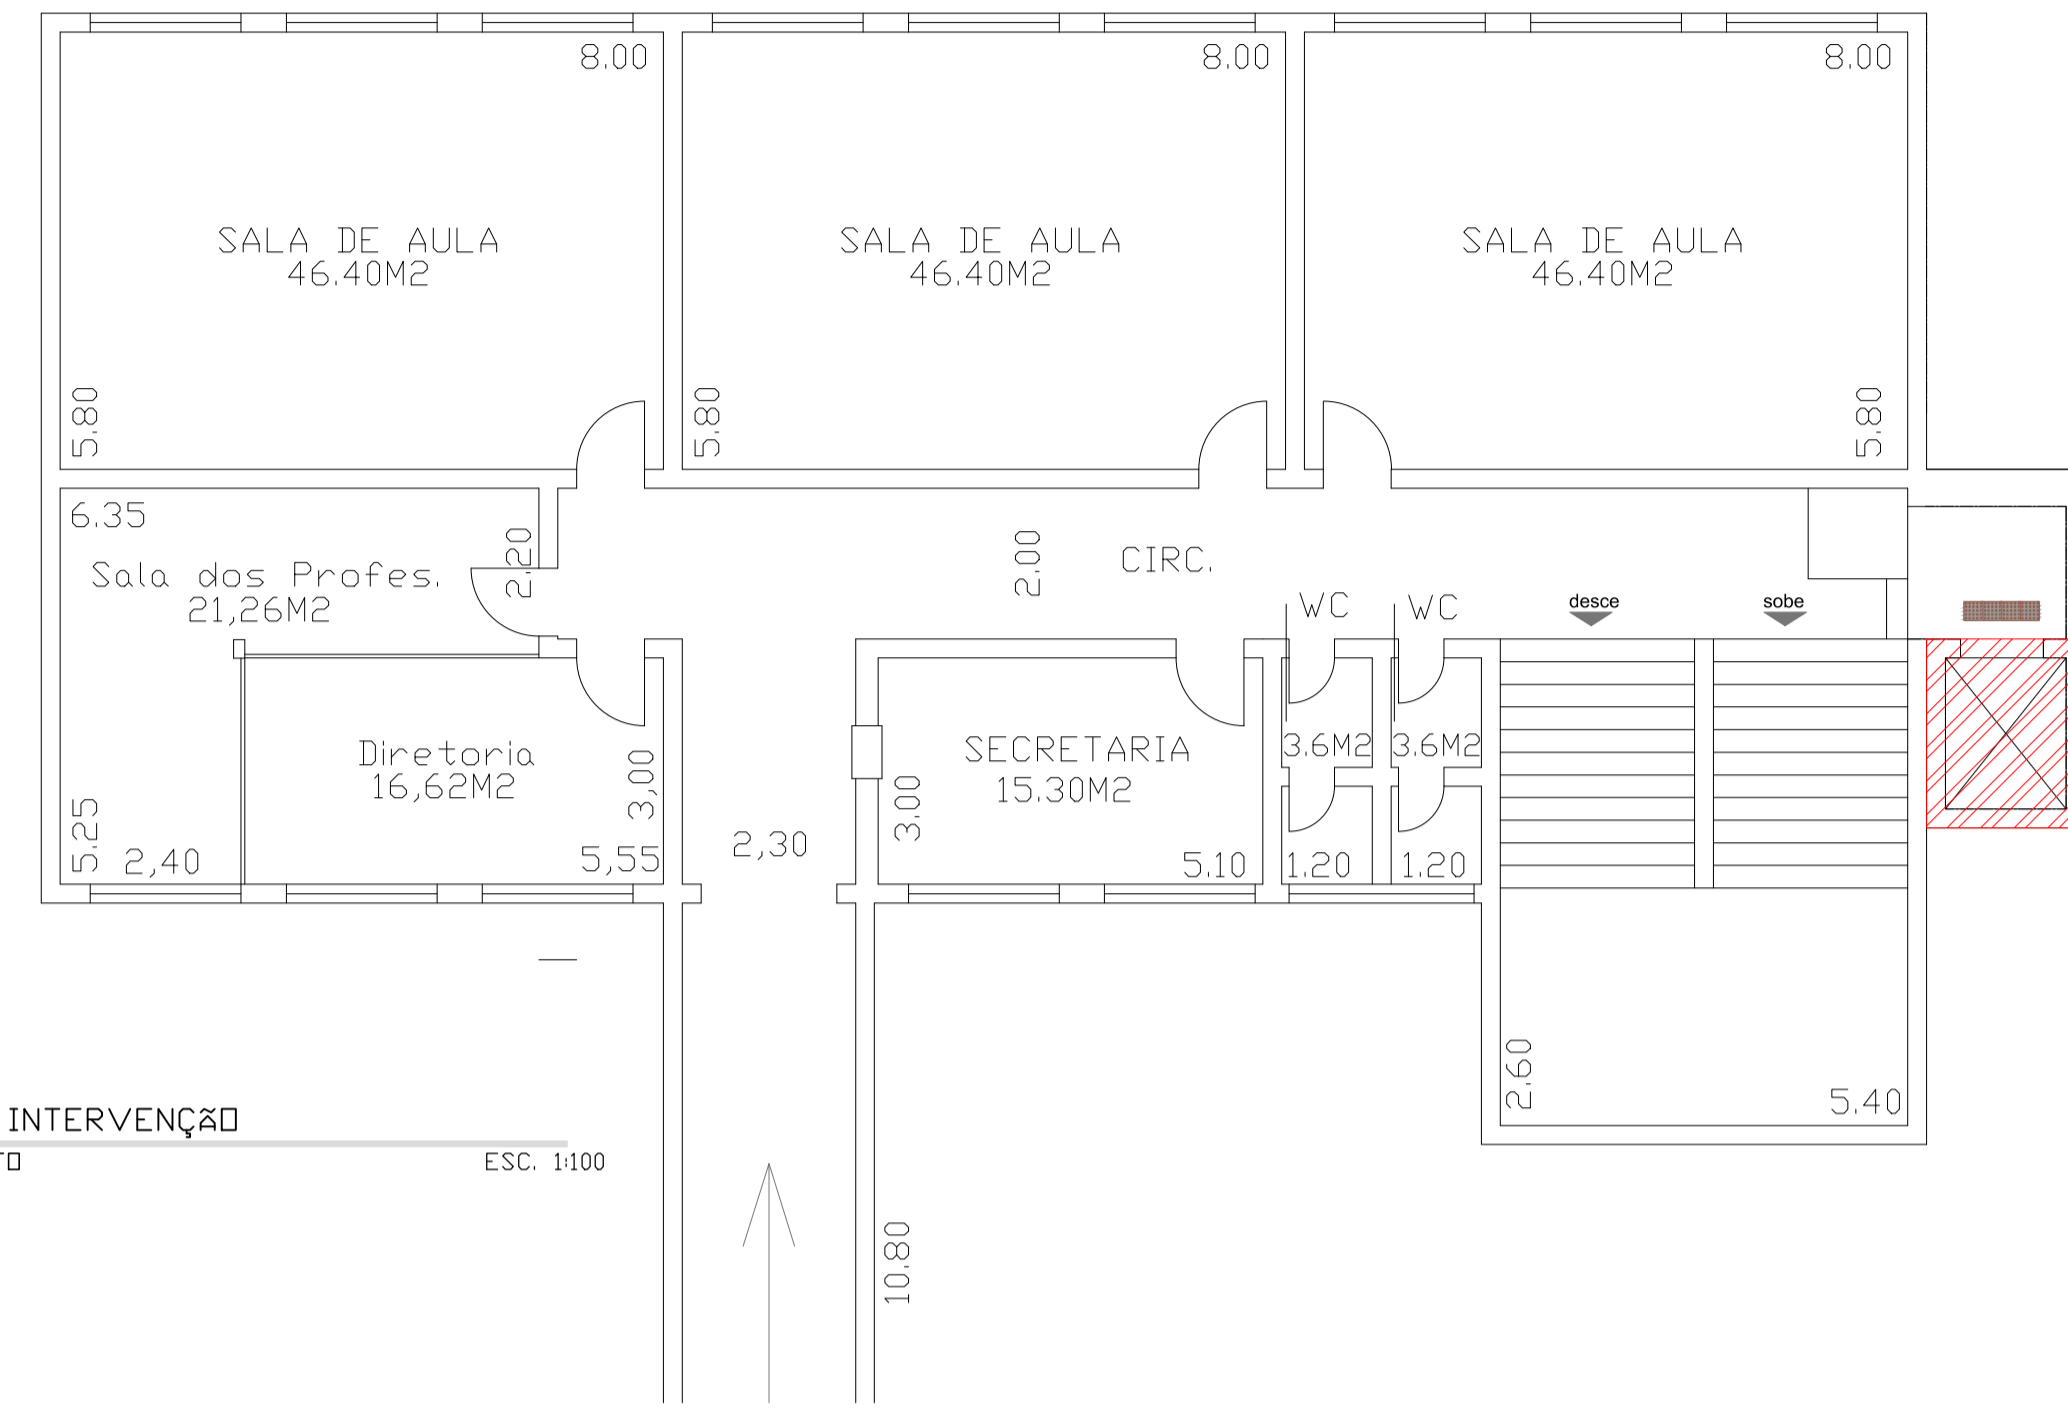 8.00
8.00
8.00
SALA DE AULA
46.40M2
SALA DE AULA
46.40M2
SALA DE AULA
46.40M2
5.80
5.80
5.80
6.35
2.20
2.00
CIRC.
Sala dos Profes.
21,26M2
WC
WC
desce
sobe
Diretoria
16,62M2
3,00
SECRETARIA
15.30M2
3.00
3.6M2
3.6M2
5.25
2,40
5,55
2,30
5.10
1.20
1.20
2.60
5.40
INTERVENÇÃO
ESC. 1:100
10.80